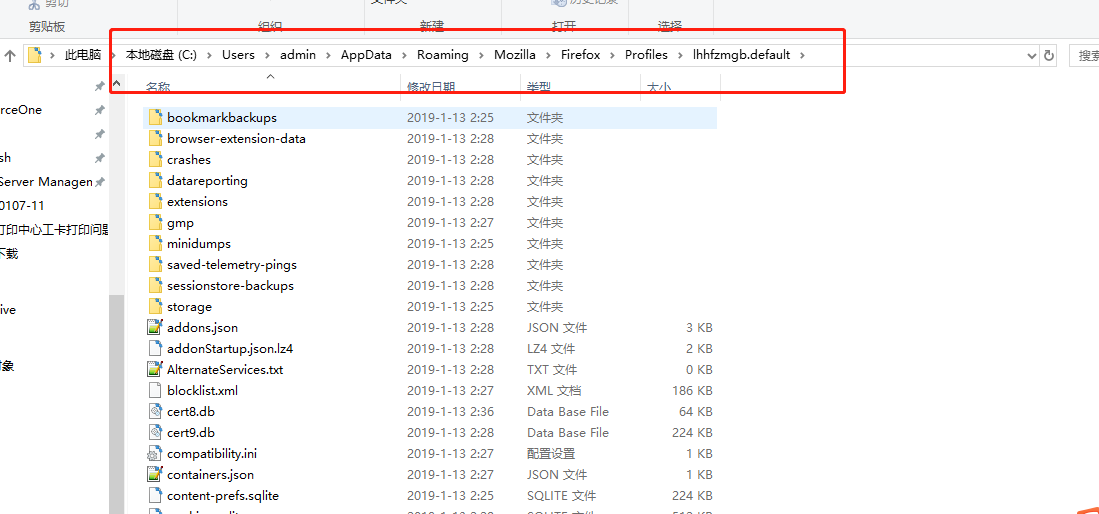 剪切
文件夹
历史记录
剪贴板
组织
新建
打开
选择
此电脑 本地磁盘 (C:) Users admin AppData Roaming Mozilla Firefox Profiles lhhfzmgb.default
搜索
名称 修改日期 类型 大小
rceOne
sh
Server Managem
0107-11
打印中心工卡打印问题
下载
ive
对象
bookmarkbackups 2019-1-13 2:25 文件夹
browser-extension-data 2019-1-13 2:28 文件夹
crashes 2019-1-13 2:28 文件夹
datareporting 2019-1-13 2:28 文件夹
extensions 2019-1-13 2:28 文件夹
gmp 2019-1-13 2:27 文件夹
minidumps 2019-1-13 2:25 文件夹
saved-telemetry-pings 2019-1-13 2:28 文件夹
sessionstore-backups 2019-1-13 2:28 文件夹
storage 2019-1-13 2:25 文件夹
addons.json 2019-1-13 2:28 JSON 文件 3 KB
addonStartup.json.lz4 2019-1-13 2:28 LZ4 文件 2 KB
AlternateServices.txt 2019-1-13 2:28 TXT 文件 0 KB
blocklist.xml 2019-1-13 2:27 XML 文档 186 KB
cert8.db 2019-1-13 2:36 Data Base File 64 KB
cert9.db 2019-1-13 2:28 Data Base File 224 KB
compatibility.ini 2019-1-13 2:27 配置设置 1 KB
containers.json 2019-1-13 2:27 JSON 文件 1 KB
content-prefs.sqlite 2019-1-13 2:25 SQLITE 文件 224 KB